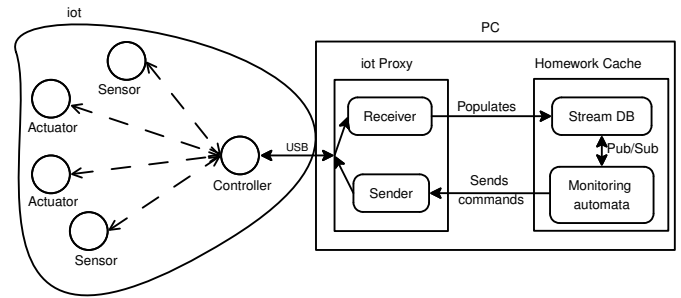 iot
PC
Sensor
Actuator
Actuator
Sensor
Controller
USB
iot Proxy
Receiver
Sender
Populates
Sends
commands
Homework Cache
Stream DB
Pub/Sub
Monitoring
automata